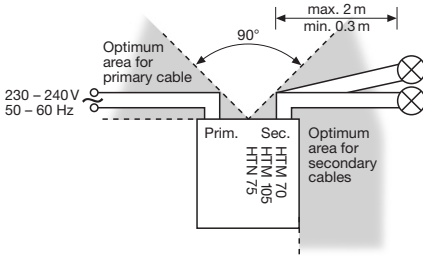 max. 2 m
min. 0.3 m
90°
Optimum
area for
primary cable
230 – 240 V
50 – 60 Hz
Prim.
Sec.
HTM 70
HTM 105
HTN 75
Optimum
area for
secondary
cables